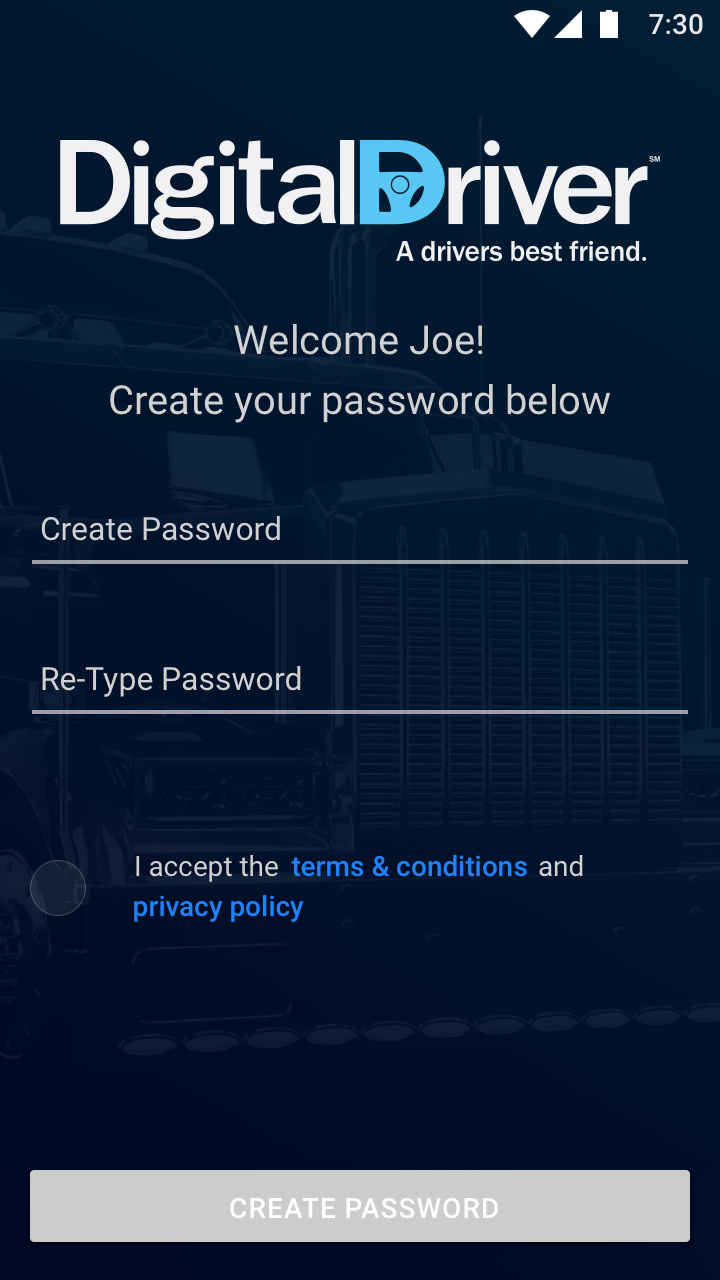 7:30
DigitalDriver℠
A drivers best friend.
Welcome Joe!
Create your password below
Create Password
Re-Type Password
I accept the terms & conditions and
privacy policy
CREATE PASSWORD